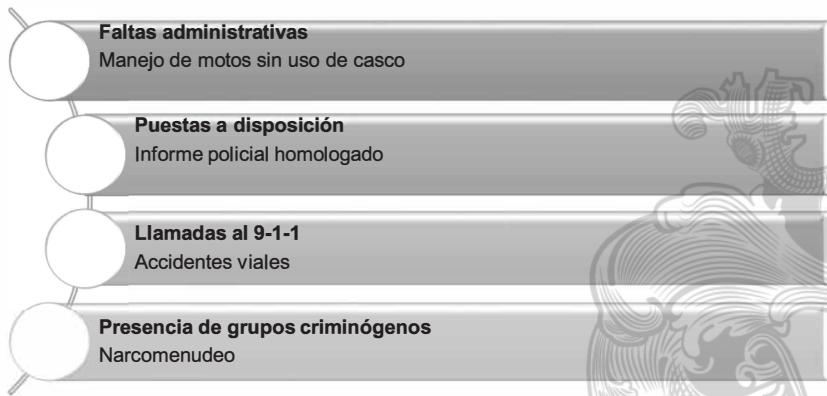 Faltas administrativas
Manejo de motos sin uso de casco
Puestas a disposición
Informe policial homologado
Llamadas al 9-1-1
Accidentes viales
Presencia de grupos criminógenos
Narcomenudeo